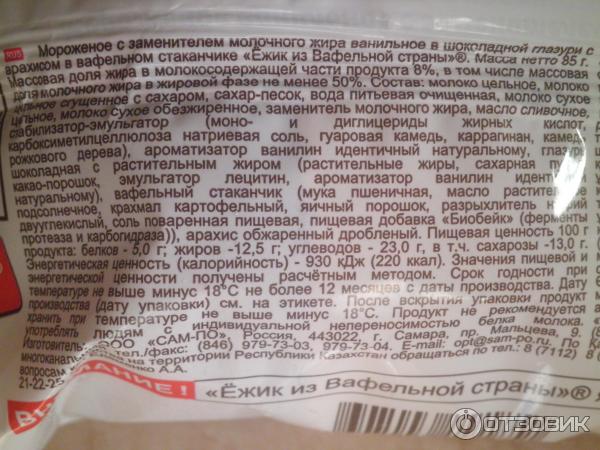 RUS Мороженое с заменителем молочного жира ванильное в шоколадной глазури с
арахисом в вафельном стаканчике «Ёжик из Вафельной страны»®. Масса нетто 85 г.
Массовая доля жира в молокосодержащей части продукта 8%, в том числе массовая
доля молочного жира в жировой фазе не менее 50%. Состав: молоко цельное, молоко
цельное сгущенное с сахаром, сахар-песок, вода питьевая очищенная, молоко сухое
цельное, молоко сухое обезжиренное, заменитель молочного жира, масло сливочное,
стабилизатор-эмульгатор (моно- и диглицериды жирных кислот,
карбоксиметилцеллюлоза натриевая соль, гуаровая камедь, каррагинан, камедь
рожкового дерева), ароматизатор ванилин идентичный натуральному, глазурь
шоколадная с растительным жиром (растительные жиры, сахарная пудра,
какао-порошок, эмульгатор лецитин, ароматизатор ванилин идентичный
натуральному), вафельный стаканчик (мука пшеничная, масло растительное
подсолнечное, крахмал картофельный, яичный порошок, разрыхлитель натрий
двууглекислый, соль поваренная пищевая, пищевая добавка «Биобейк» (ферменты
протеаза и карбогидраза)), арахис обжаренный дробленый. Пищевая ценность 100 г
продукта: белков - 5,0 г; жиров -12,5 г; углеводов - 23,0 г, в т.ч. сахарозы -13,0 г.
Энергетическая ценность (калорийность) - 930 кДж (220 ккал). Значения пищевой и
энергетической ценности получены расчётным методом. Срок годности при
температуре не выше минус 18°С не более 12 месяцев с даты производства. Дату
производства (дату упаковки) см. на этикете. После вскрытия упаковки продукт
хранить при температуре не выше минус 18°С. Продукт не рекомендуется
употреблять людям с индивидуальной непереносимостью белка молока.
Изготовитель: ООО «САМ-ПО», Россия, 443022, г. Самара, пр. Мальцева, 9.
многоканальный тел./факс: (846) 979-73-03, 979-73-04. E-mail: opt@sam-po.ru. По
вопросам на территории Республики Казахстан обращаться по тел.: 8 (7112)
21-22-25 А.А.
ВНИМАНИЕ! «Ёжик из Вафельной страны»®
ОТЗОВИК